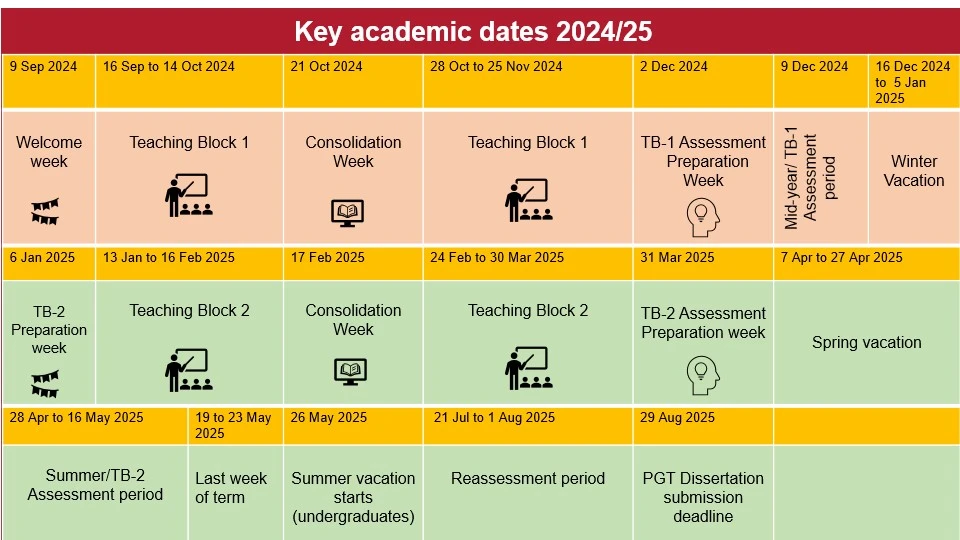 Key academic dates 2024/25
9 Sep 2024
16 Sep to 14 Oct 2024
21 Oct 2024
28 Oct to 25 Nov 2024
2 Dec 2024
9 Dec 2024
16 Dec 2024
to 5 Jan
2025
Welcome
week
Teaching Block 1
Consolidation
Week
Teaching Block 1
TB-1 Assessment
Preparation
Week
Mid-year/ TB-1
Assessment
period
Winter
Vacation
6 Jan 2025
13 Jan to 16 Feb 2025
17 Feb 2025
24 Feb to 30 Mar 2025
31 Mar 2025
7 Apr to 27 Apr 2025
TB-2
Preparation
week
Teaching Block 2
Consolidation
Week
Teaching Block 2
TB-2 Assessment
Preparation week
Spring vacation
28 Apr to 16 May 2025
19 to 23 May
2025
26 May 2025
21 Jul to 1 Aug 2025
29 Aug 2025
Summer/TB-2
Assessment period
Last week
of term
Summer vacation
starts
(undergraduates)
Reassessment period
PGT Dissertation
submission
deadline